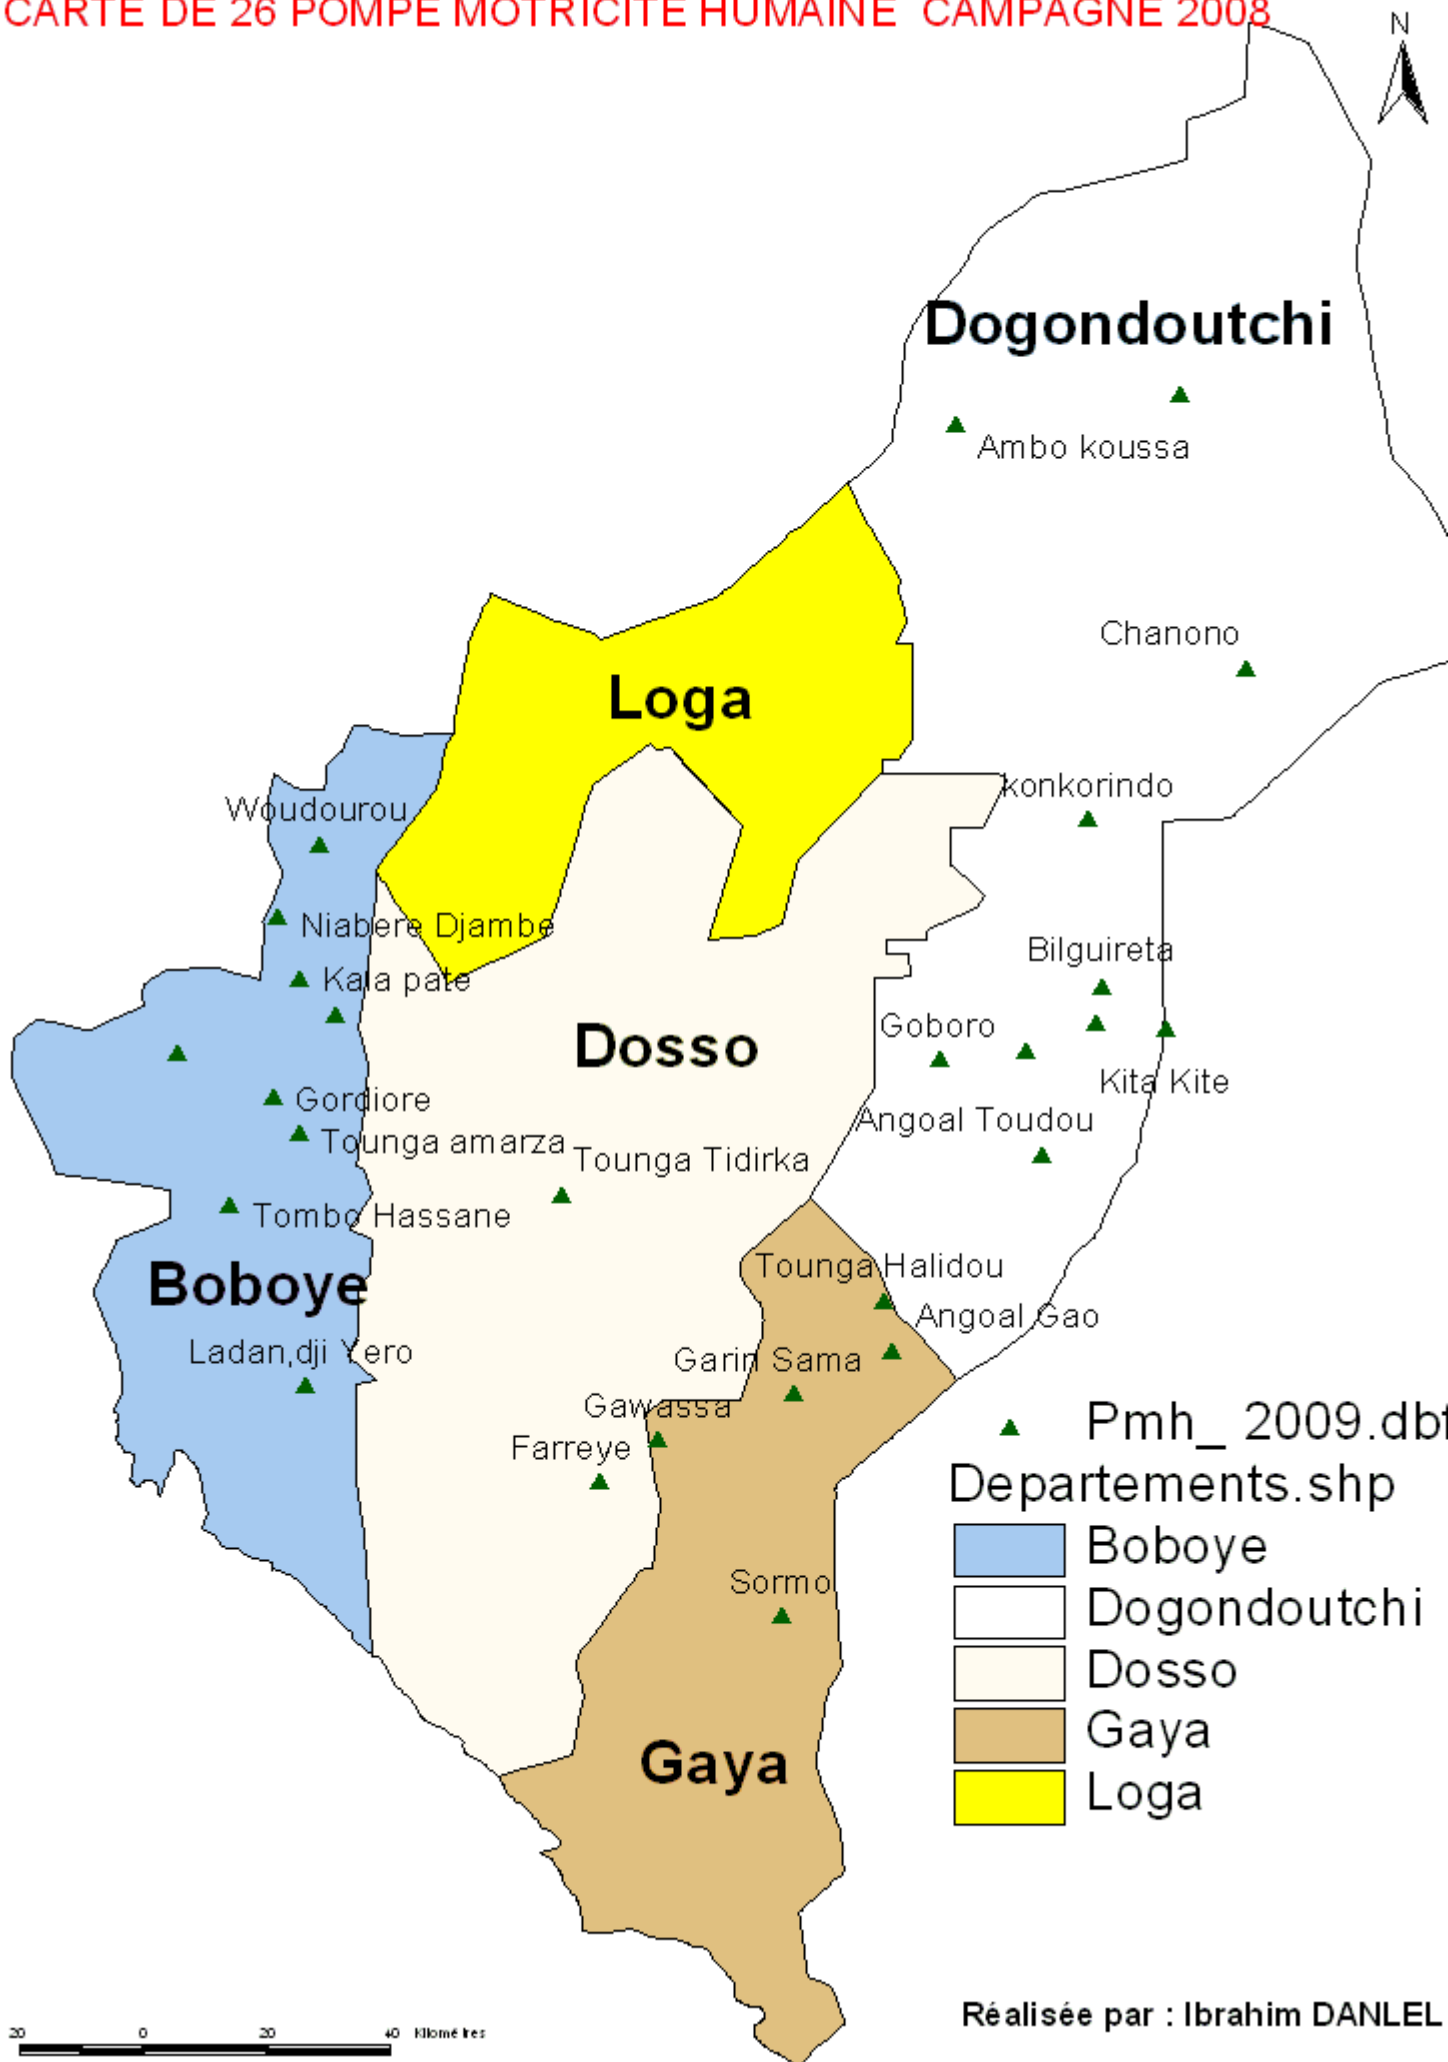 CARTE DE 26 POMPE MOTRICITE HUMAINE CAMPAGNE 2008
N
Dogondoutchi
Ambo koussa
Chanono
Loga
konkorindo
Woudourou
Niabere Djambe
Bilguireta
Kala pate
Goboro
Dosso
Kita Kite
Gordiore
Angoal Toudou
Tounga amarza
Tounga Tidirka
Tombo Hassane
Tounga Halidou
Boboye
Angoal Gao
Ladan,dji Yero
Garin Sama
Gawassa
Farreye
Pmh_ 2009.dbf
Departements.shp
Boboye
Dogondoutchi
Dosso
Gaya
Loga
Sormo
Gaya
Réalisée par : Ibrahim DANLEL
20 0 20 40 Kilometres